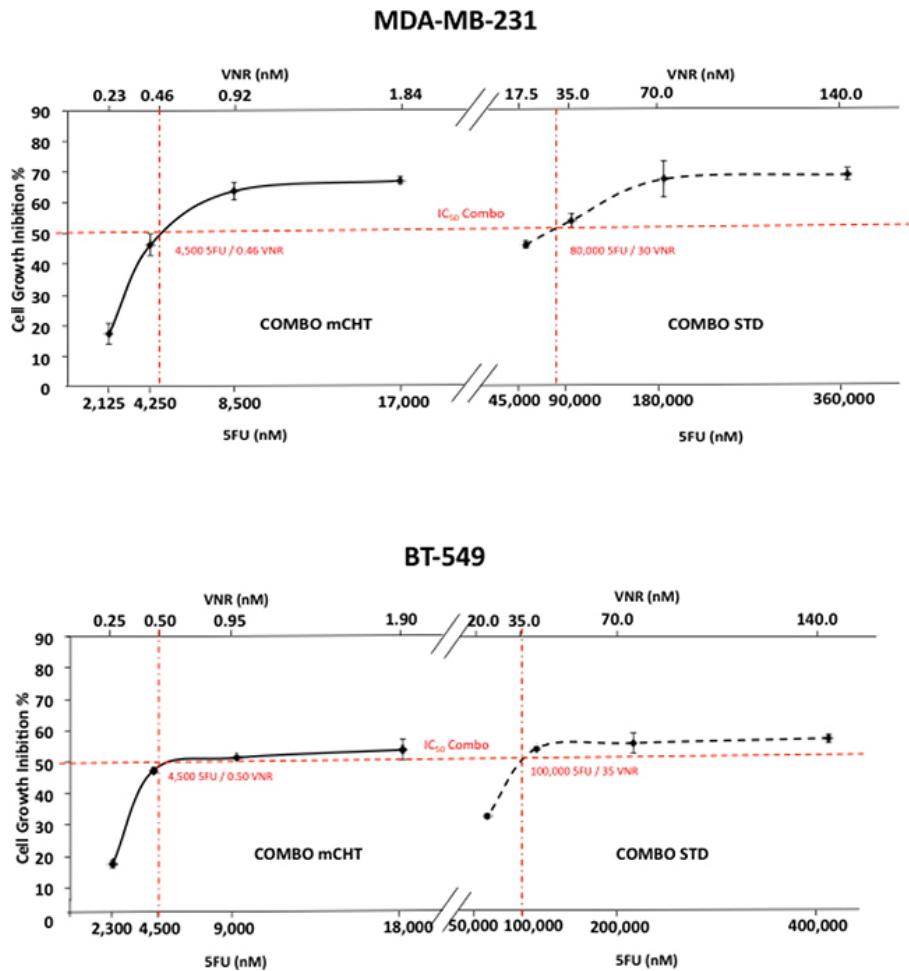 MDA-MB-231
VNR (nM) VNR (nM)
0.23 0.46 0.92 1.84 17.5 35.0 70.0 140.0
90
80
70
60
50
40
30
20
10
0
Cell Growth Inibition %
IC50 Combo
4,500 5FU / 0.46 VNR 80,000 5FU / 30 VNR
COMBO mCHT COMBO STD
2,125 4,250 8,500 17,000 45,000 90,000 180,000 360,000
5FU (nM) 5FU (nM)
BT-549
VNR (nM) VNR (nM)
0.25 0.50 0.95 1.90 20.0 35.0 70.0 140.0
90
80
70
60
50
40
30
20
10
0
Cell Growth Inibition %
IC50 Combo
4,500 5FU / 0.50 VNR 100,000 5FU / 35 VNR
COMBO mCHT COMBO STD
2,300 4,500 9,000 18,000 50,000 100,000 200,000 400,000
5FU (nM) 5FU (nM)